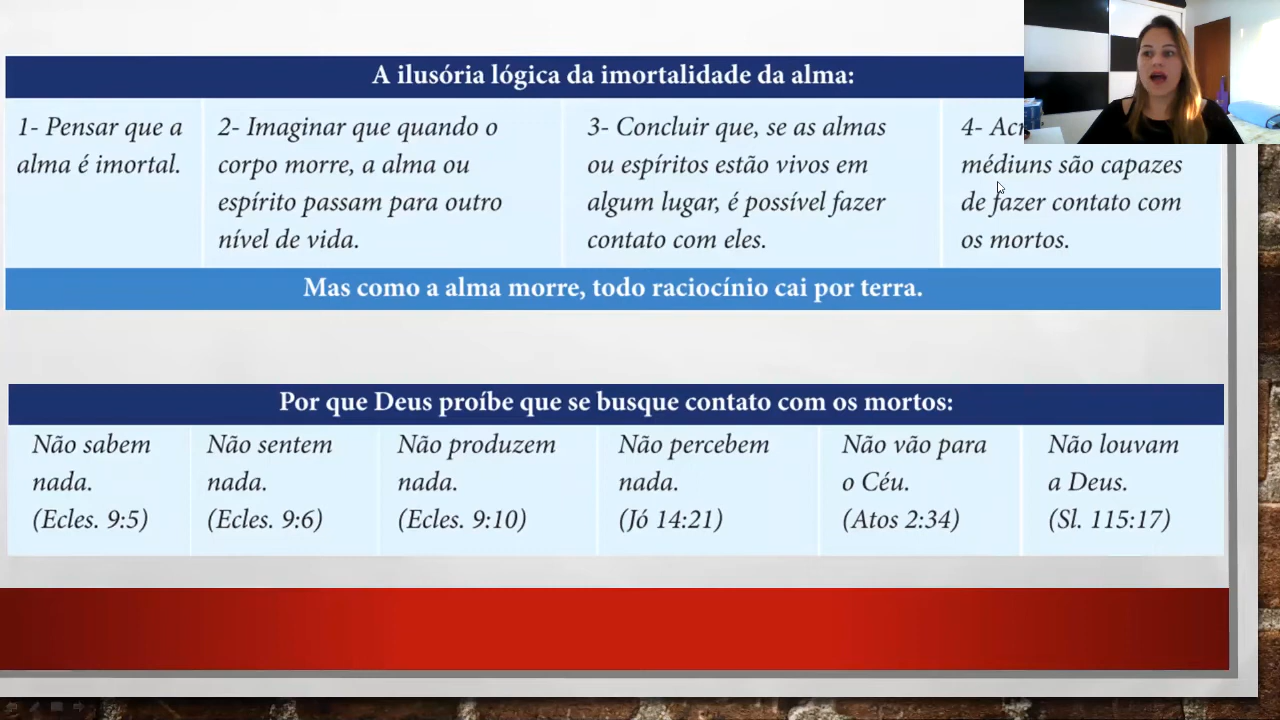 A ilusória lógica da imortalidade da alma:
1- Pensar que a
alma é imortal.
2- Imaginar que quando o
corpo morre, a alma ou
espírito passam para outro
nível de vida.
3- Concluir que, se as almas
ou espíritos estão vivos em
algum lugar, é possível fazer
contato com eles.
4-
médiuns são capazes
de fazer contato com
os mortos.
Mas como a alma morre, todo raciocínio cai por terra.
Por que Deus proíbe que se busque contato com os mortos:
Não sabem
nada.
(Ecles. 9:5)
Não sentem
nada.
(Ecles. 9:6)
Não produzem
nada.
(Ecles. 9:10)
Não percebem
nada.
(Jó 14:21)
Não vão para
o Céu.
(Atos 2:34)
Não louvam
a Deus.
(Sl. 115:17)